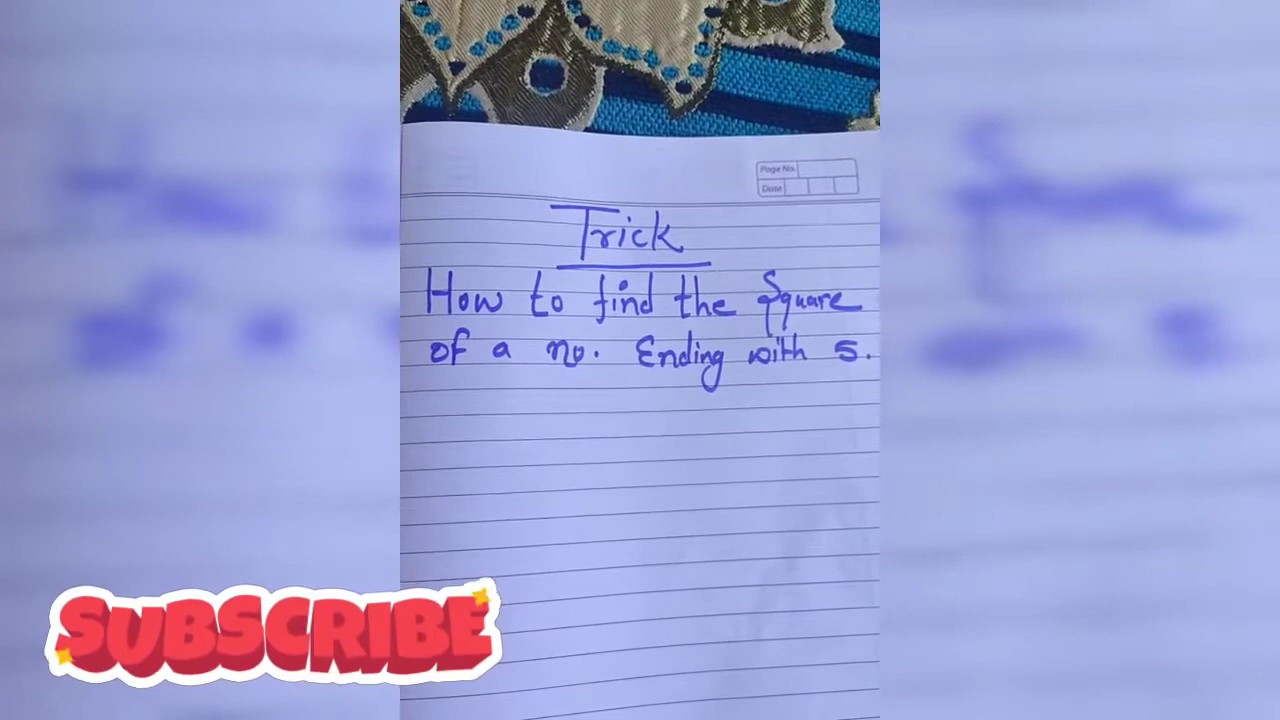 Page No.
Date
Trick
How to find the Square
of a no. Ending with 5.
SUBSCRIBE